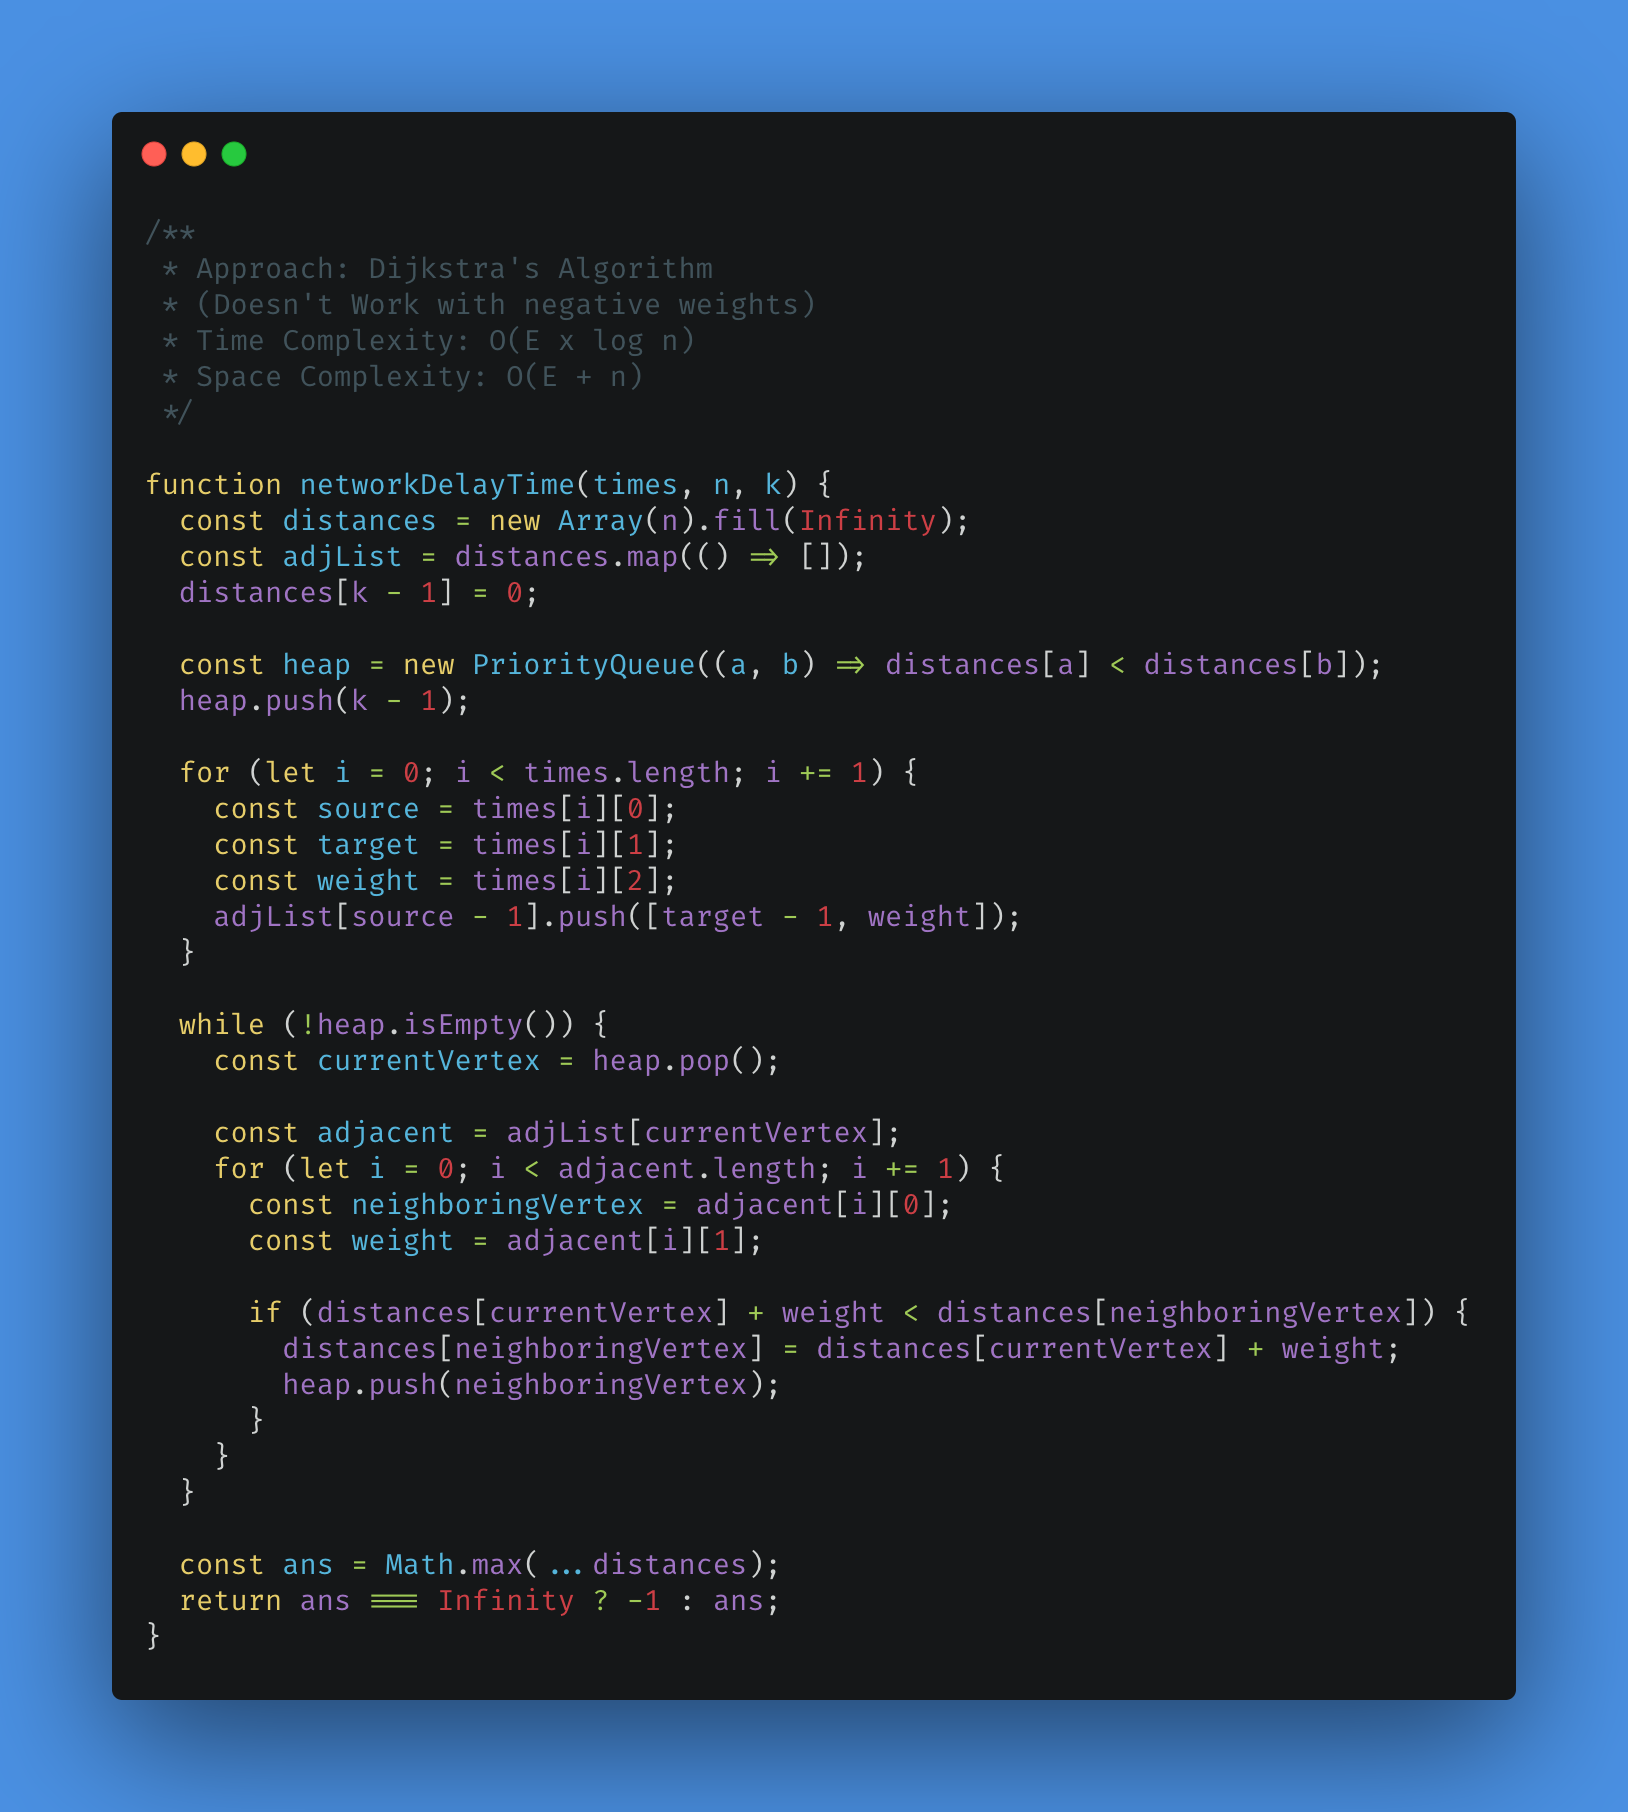 /**
 * Approach: Dijkstra's Algorithm
 * (Doesn't Work with negative weights)
 * Time Complexity: O(E x log n)
 * Space Complexity: O(E + n)
 */
function networkDelayTime(times, n, k) {
  const distances = new Array(n).fill(Infinity);
  const adjList = distances.map(() => []);
  distances[k - 1] = 0;
  const heap = new PriorityQueue((a, b) => distances[a] < distances[b]);
  heap.push(k - 1);
  for (let i = 0; i < times.length; i += 1) {
    const source = times[i][0];
    const target = times[i][1];
    const weight = times[i][2];
    adjList[source - 1].push([target - 1, weight]);
  }
  while (!heap.isEmpty()) {
    const currentVertex = heap.pop();
    const adjacent = adjList[currentVertex];
    for (let i = 0; i < adjacent.length; i += 1) {
      const neighboringVertex = adjacent[i][0];
      const weight = adjacent[i][1];
      if (distances[currentVertex] + weight < distances[neighboringVertex]) {
        distances[neighboringVertex] = distances[currentVertex] + weight;
        heap.push(neighboringVertex);
      }
    }
  }
  const ans = Math.max(...distances);
  return ans === Infinity ? -1 : ans;
}